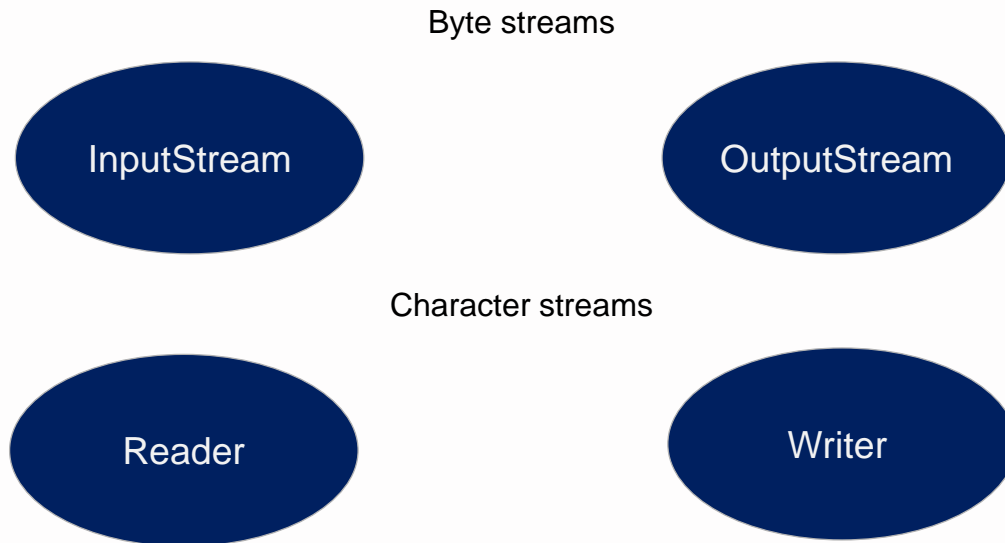 Byte streams
InputStream
OutputStream
Character streams
Reader
Writer